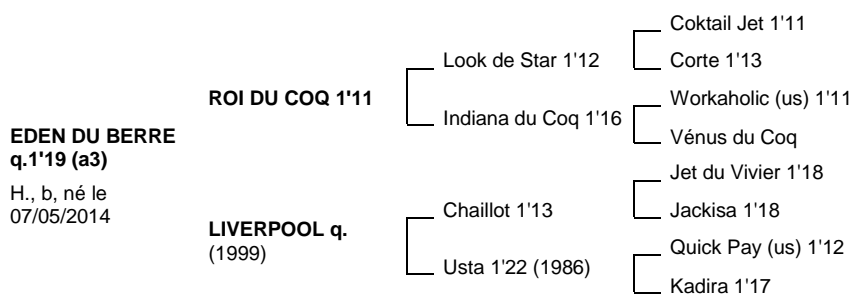 EDEN DU BERRE
q.1'19 (a3)
H., b, né le
07/05/2014
ROI DU COQ 1'11
LIVERPOOL q.
(1999)
Look de Star 1'12
Indiana du Coq 1'16
Chaillot 1'13
Usta 1'22 (1986)
Coktail Jet 1'11
Corte 1'13
Workaholic (us) 1'11
Vénus du Coq
Jet du Vivier 1'18
Jackisa 1'18
Quick Pay (us) 1'12
Kadira 1'17